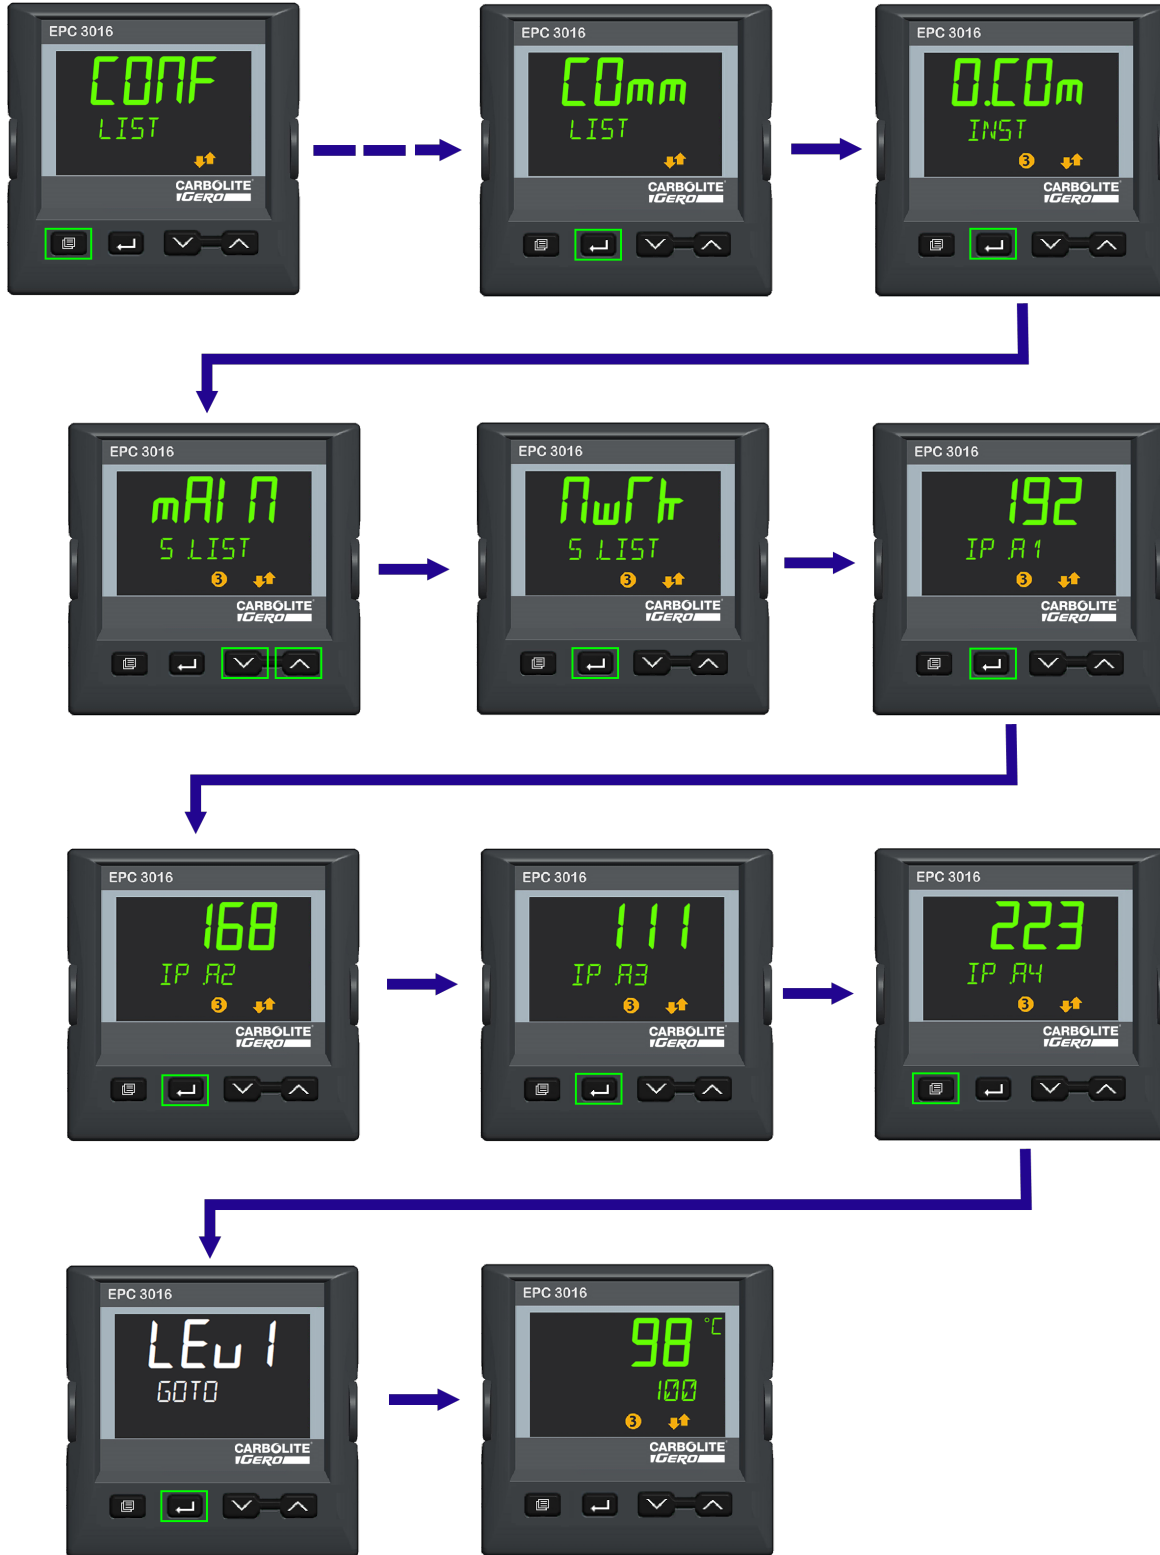 EPC 3016
CONF
LIST
CARBOLITE
GERO
EPC 3016
COmm
LIST
CARBOLITE
GERO
EPC 3016
0.COm
INST
3
CARBOLITE
GERO
EPC 3016
mAIN
S.LIST
3
CARBOLITE
GERO
EPC 3016
NwTk
S.LIST
3
CARBOLITE
GERO
EPC 3016
192
IP.A1
3
CARBOLITE
GERO
EPC 3016
168
IP.A2
3
CARBOLITE
GERO
EPC 3016
111
IP.A3
3
CARBOLITE
GERO
EPC 3016
223
IP.A4
3
CARBOLITE
GERO
EPC 3016
LEv1
GOTO
CARBOLITE
GERO
EPC 3016
98 °C
100
3
CARBOLITE
GERO